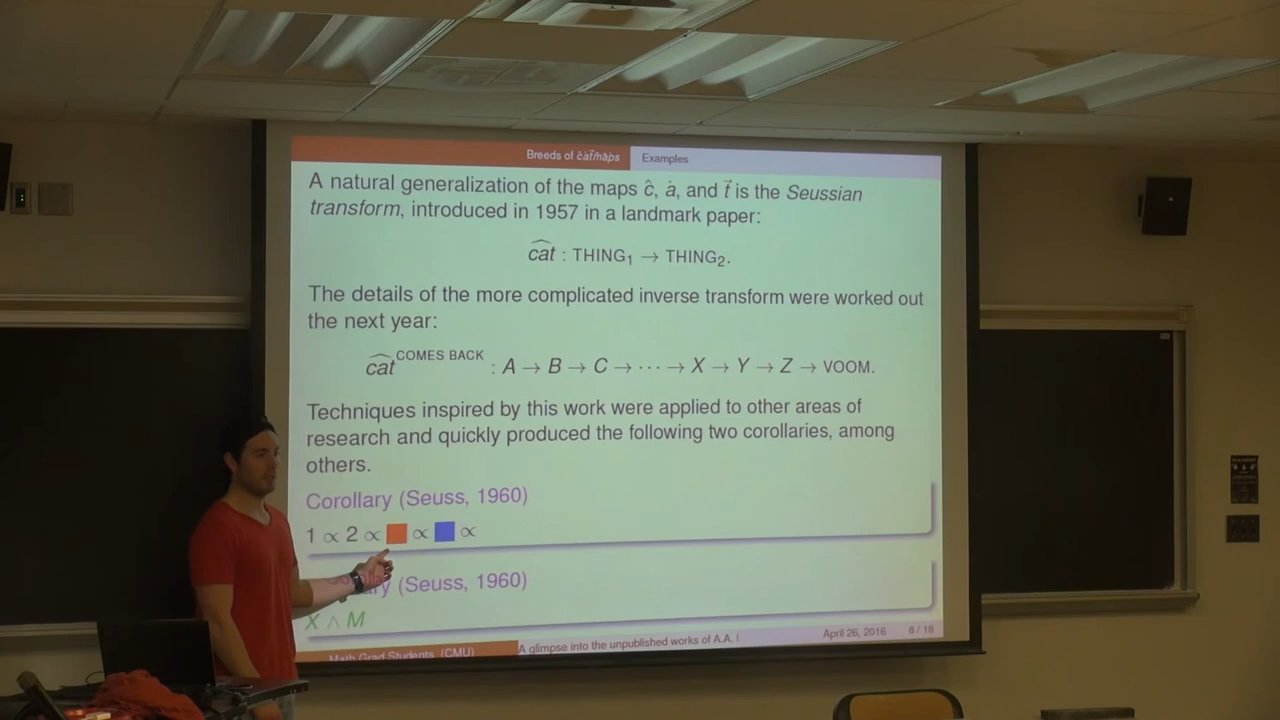 Breeds of ĉȧt⃗maps Examples
A natural generalization of the maps ĉ, ȧ, and t⃗ is the Seussian
transform, introduced in 1957 in a landmark paper:
c͡at : THING₁ → THING₂.
The details of the more complicated inverse transform were worked out
the next year:
c͡at COMES BACK : A → B → C → ⋯ → X → Y → Z → VOOM.
Techniques inspired by this work were applied to other areas of
research and quickly produced the following two corollaries, among
others.
Corollary (Seuss, 1960)
1 ∝ 2 ∝ ∝ ∝
(Seuss, 1960)
X ∧ M
Math Grad Students (CMU) A glimpse into the unpublished works of A.A. April 26, 2016 8 / 18